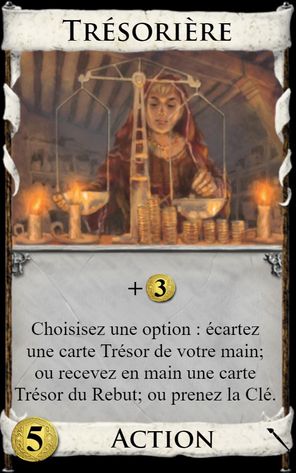 TRÉSORIÈRE
+ 3
Choisisez une option : écartez
une carte Trésor de votre main;
ou recevez en main une carte
Trésor du Rebut; ou prenez la Clé.
5 ACTION